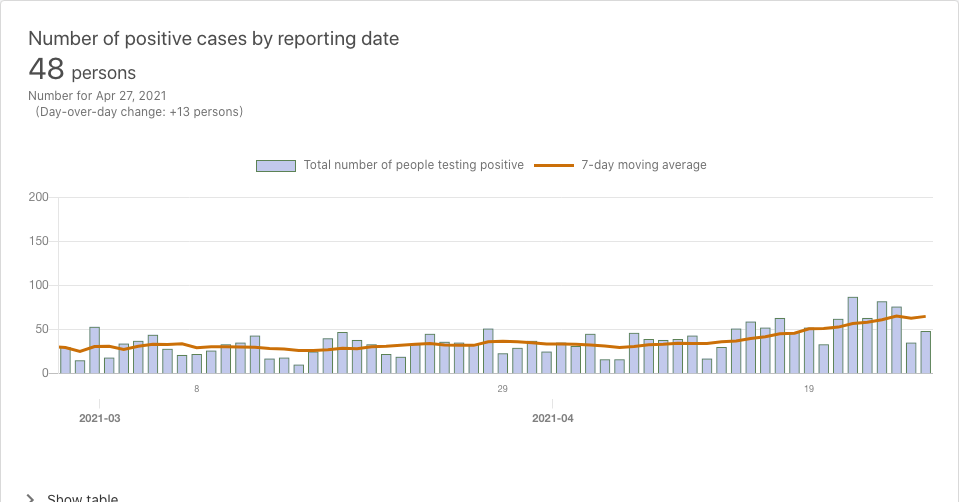 Number of positive cases by reporting date
48 persons
Number for Apr 27, 2021
(Day-over-day change: +13 persons)
Total number of people testing positive
7-day moving average
200
150
100
50
0
8
29
19
2021-03
2021-04
Show table